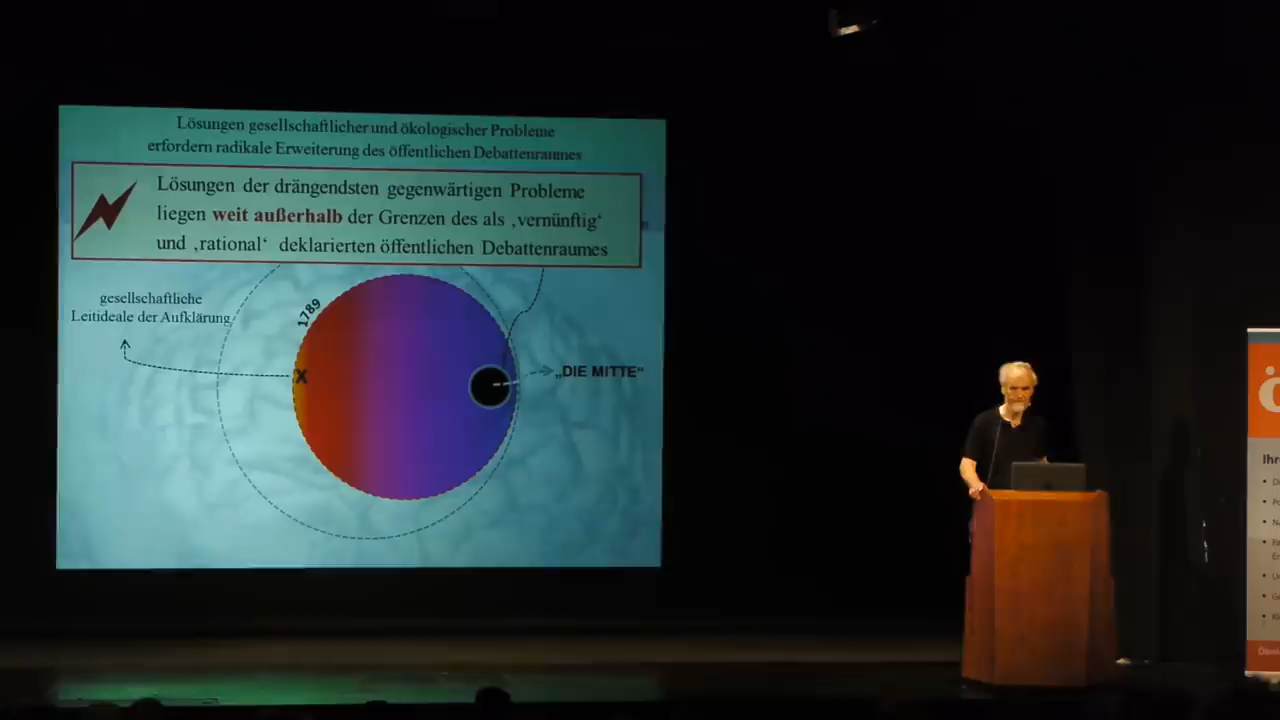 Lösungen gesellschaftlicher und ökologischer Probleme
erfordern radikale Erweiterung des öffentlichen Debattenraumes
Lösungen der drängendsten gegenwärtigen Probleme
liegen weit außerhalb der Grenzen des als ‚vernünftig‘
und ‚rational‘ deklarierten öffentlichen Debattenraumes
gesellschaftliche
Leitideale der Aufklärung
1789
X
„DIE MITTE“
Ö
Ihr